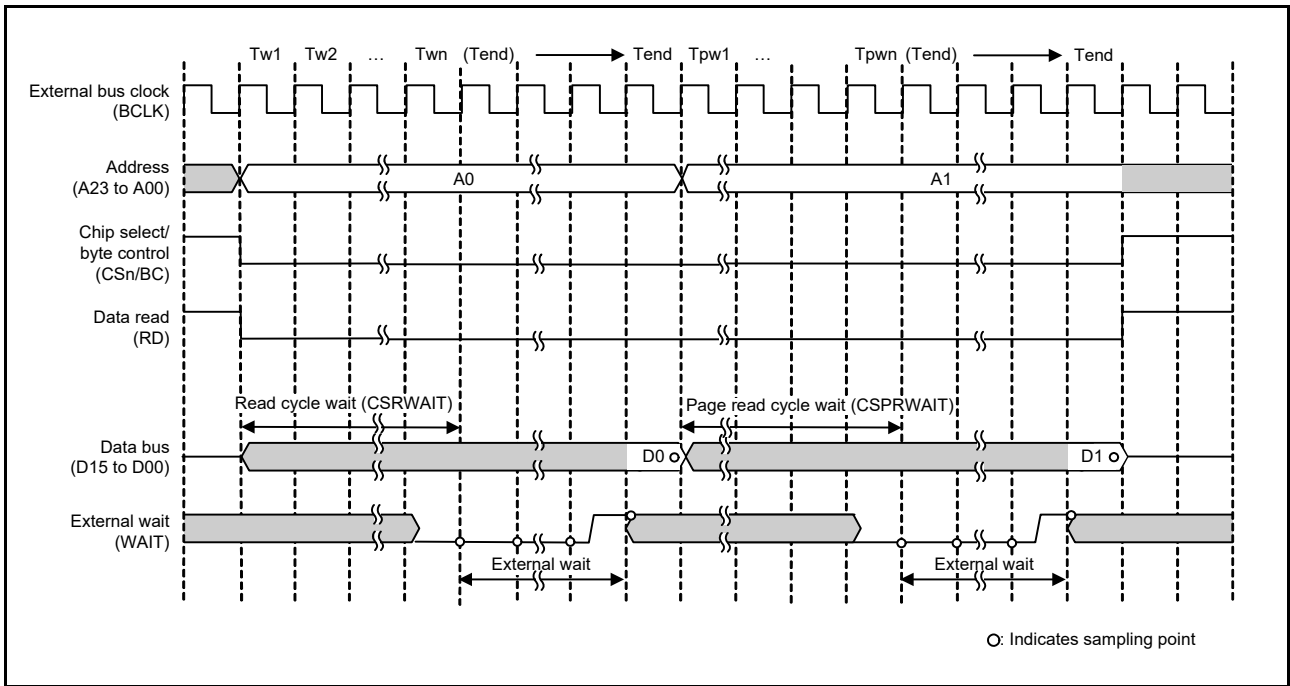 Tw1 Tw2 … Twn (Tend) Tend Tpw1 … Tpwn (Tend) Tend
External bus clock
(BCLK)
Address
(A23 to A00)
A0 A1
Chip select/
byte control
(CSn/BC)
Data read
(RD)
Read cycle wait (CSRWAIT) Page read cycle wait (CSPRWAIT)
Data bus
(D15 to D00)
D0 D1
External wait
(WAIT)
External wait External wait
: Indicates sampling point